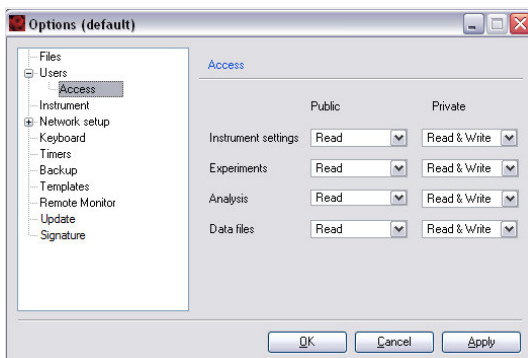 Options (default)
Files
Users
Access
Instrument
Network setup
Keyboard
Timers
Backup
Templates
Remote Monitor
Update
Signature
Access
Public Private
Instrument settings Read Read & Write
Experiments Read Read & Write
Analysis Read Read & Write
Data files Read Read & Write
OK Cancel Apply